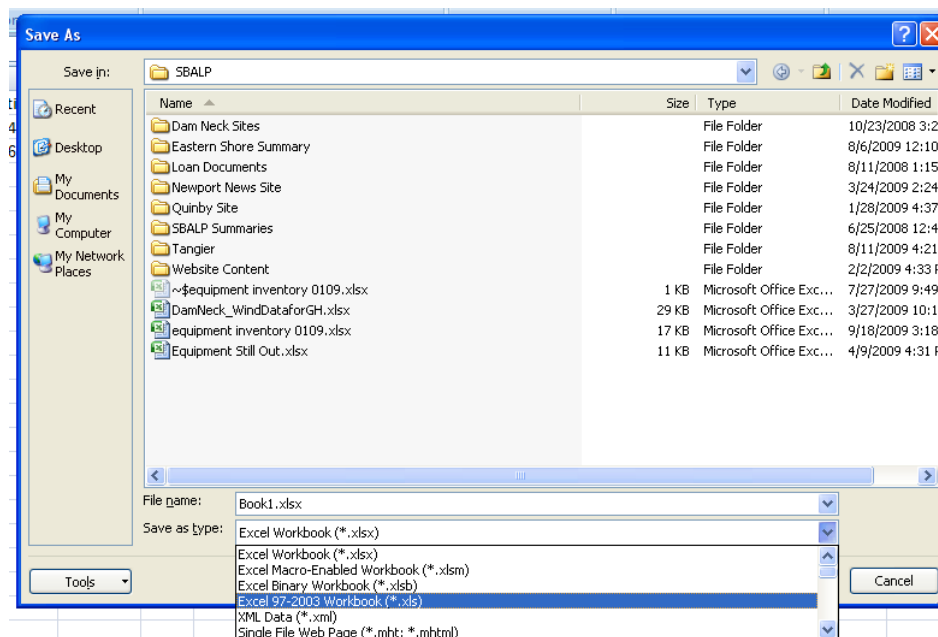 Save As
Save in:
SBALP
Recent
Desktop
My
Documents
My
Computer
My Network
Places
Name Size Type Date Modified
Dam Neck Sites File Folder 10/23/2008 3:2
Eastern Shore Summary File Folder 8/6/2009 12:10
Loan Documents File Folder 8/11/2008 1:15
Newport News Site File Folder 3/24/2009 2:24
Quinby Site File Folder 1/28/2009 4:37
SBALP Summaries File Folder 6/25/2008 12:4
Tangier File Folder 8/11/2009 4:21
Website Content File Folder 2/2/2009 4:33 P
~$equipment inventory 0109.xlsx 1 KB Microsoft Office Exc... 7/27/2009 9:49
DamNeck_WindDataforGH.xlsx 29 KB Microsoft Office Exc... 3/27/2009 10:1
equipment inventory 0109.xlsx 17 KB Microsoft Office Exc... 9/18/2009 3:18
Equipment Still Out.xlsx 11 KB Microsoft Office Exc... 4/9/2009 4:31 P
File name: Book1.xlsx
Save as type: Excel Workbook (*.xlsx)
Excel Workbook (*.xlsx)
Excel Macro-Enabled Workbook (*.xlsm)
Excel Binary Workbook (*.xlsb)
Excel 97-2003 Workbook (*.xls)
XML Data (*.xml)
Single File Web Page (*.mht; *.mhtml)
Tools
Cancel